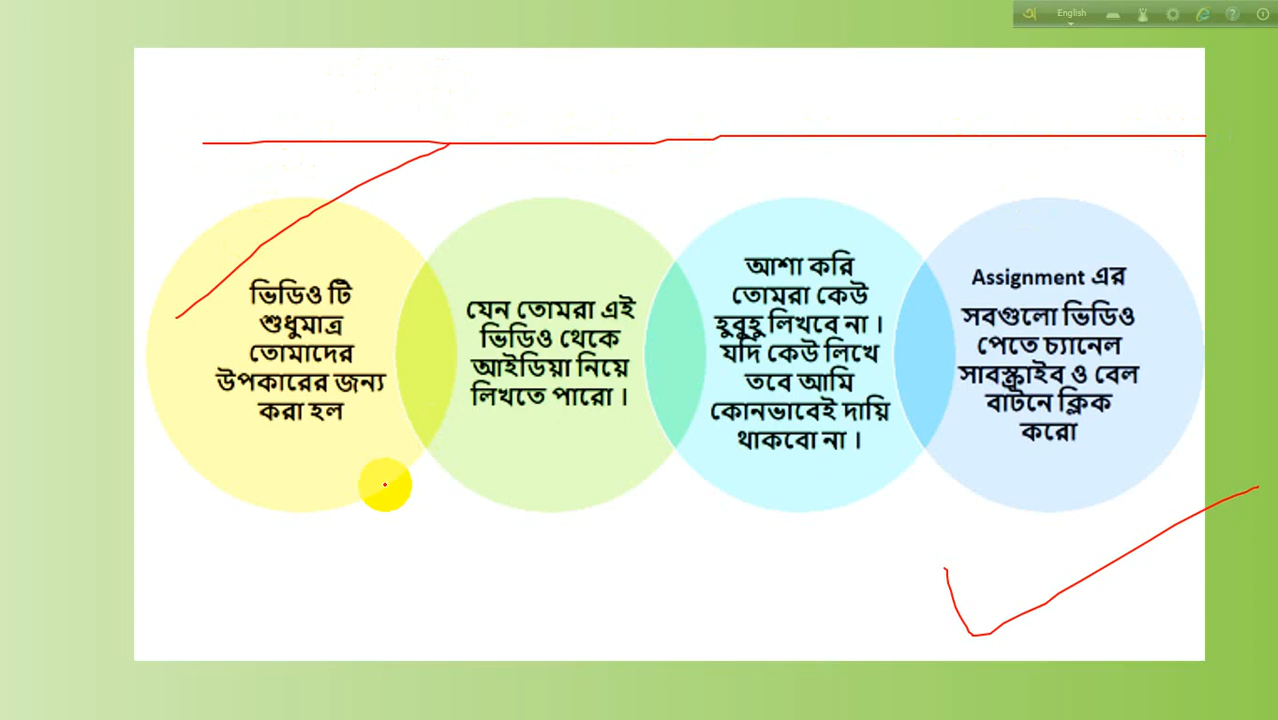 English
ভিডিও টি
শুধুমাত্র
তোমাদের
উপকারের জন্য
করা হল
যেন তোমরা এই
ভিডিও থেকে
আইডিয়া নিয়ে
লিখতে পারো ।
আশা করি
তোমরা কেউ
হুবুহু লিখবে না ।
যদি কেউ লিখে
তবে আমি
কোনভাবেই দায়ি
থাকবো না ।
Assignment এর
সবগুলো ভিডিও
পেতে চ্যানেল
সাবস্ক্রাইব ও বেল
বাটনে ক্লিক
করো